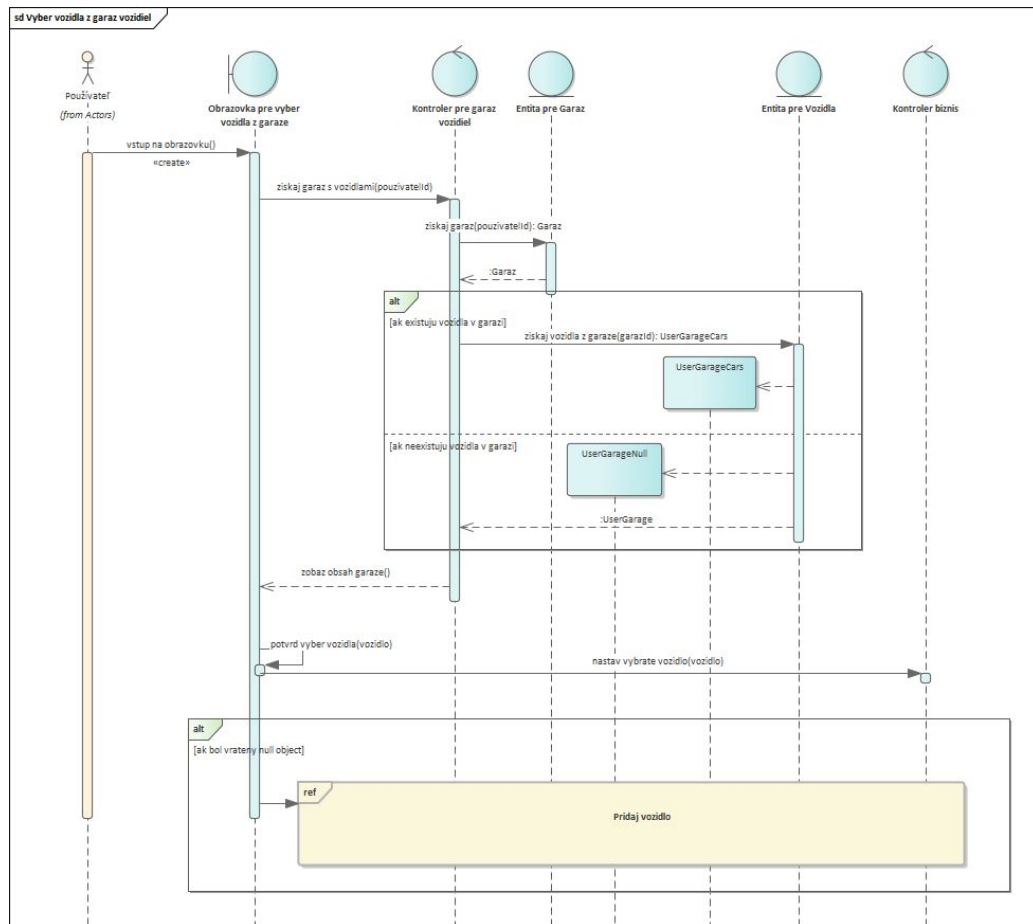 sd Vyber vozidla z garaz vozidiel
Používateľ
(from Actors)
Obrazovka pre vyber
vozidla z garaze
Kontroler pre garaz
vozidiel
Entita pre Garaz
Entita pre Vozidla
Kontroler biznis
vstup na obrazovku()
«create»
ziskaj garaz s vozidlami(pouzivatelId)
ziskaj garaz(pouzivatelId): Garaz
:Garaz
alt
[ak existuju vozidla v garazi]
ziskaj vozidla z garaze(garazId): UserGarageCars
UserGarageCars
[ak neexistuju vozidla v garazi]
UserGarageNull
:UserGarage
zobaz obsah garaze()
potvrd vyber vozidla(vozidlo)
nastav vybrate vozidlo(vozidlo)
alt
[ak bol vrateny null object]
ref
Pridaj vozidlo